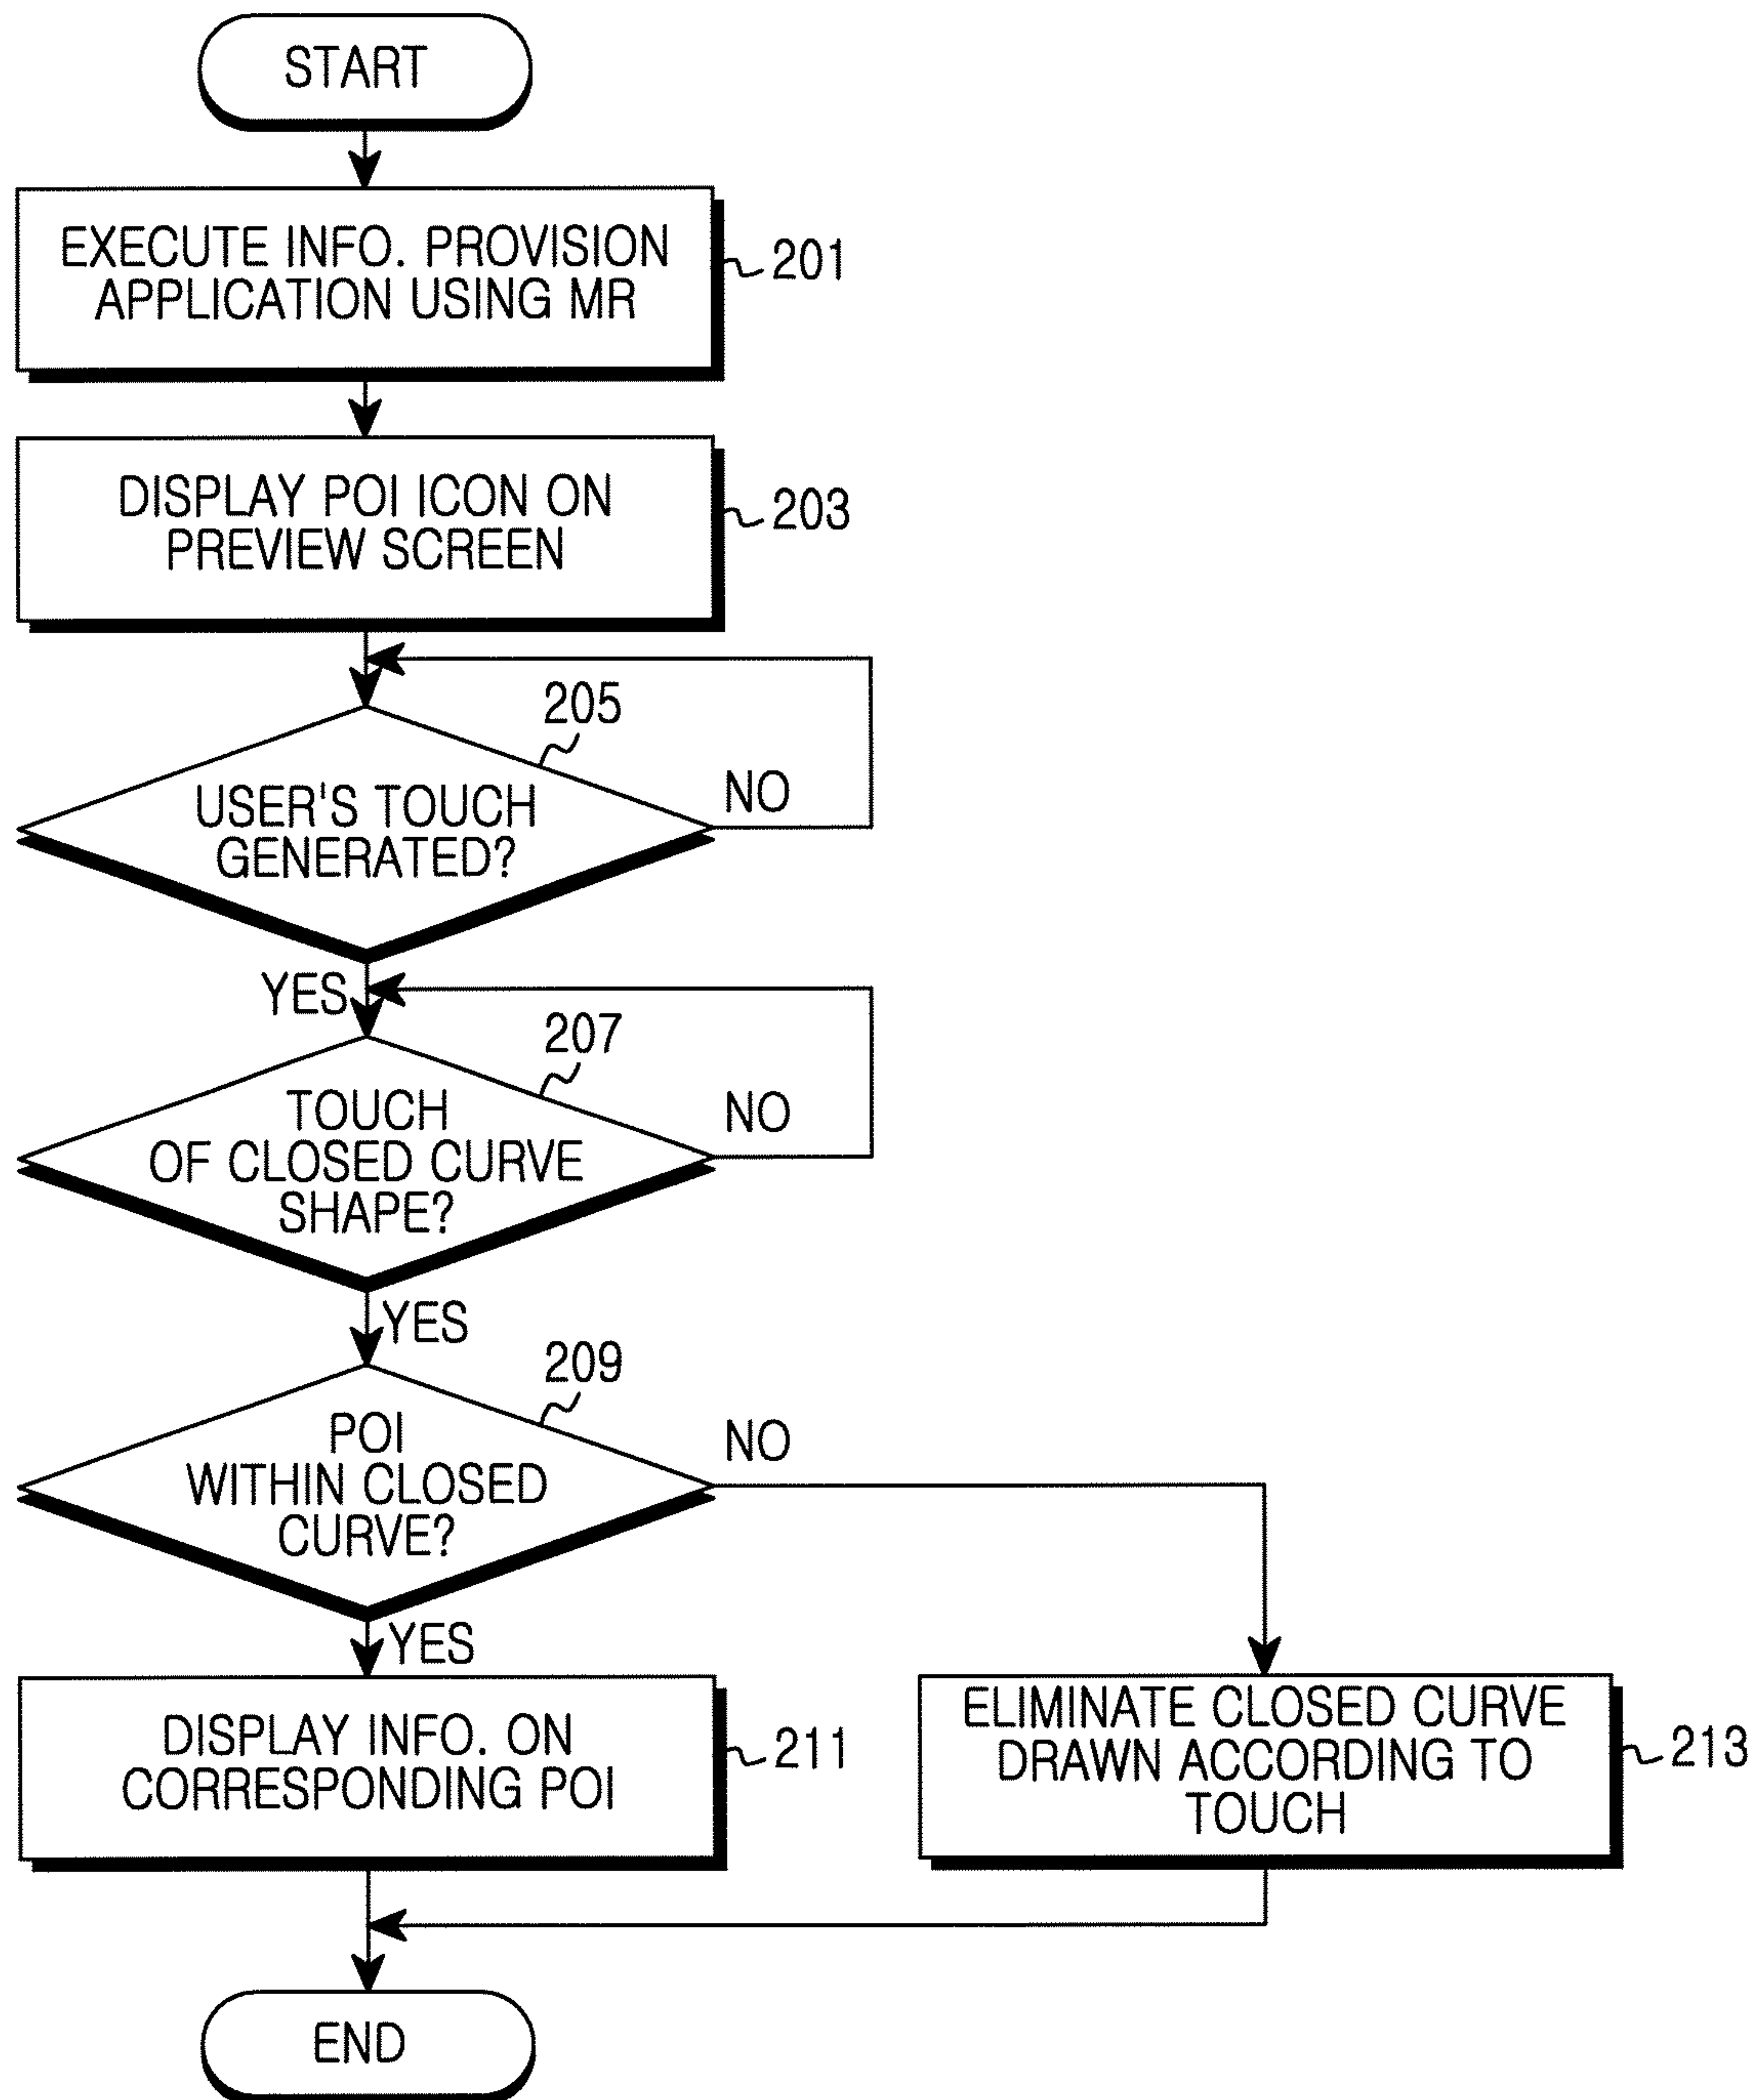 START
EXECUTE INFO. PROVISION
APPLICATION USING MR
201
DISPLAY POI ICON ON
PREVIEW SCREEN
203
205
USER'S TOUCH
GENERATED?
NO
YES
207
TOUCH
OF CLOSED CURVE
SHAPE?
NO
YES
209
POI
WITHIN CLOSED
CURVE?
NO
YES
DISPLAY INFO. ON
CORRESPONDING POI
211
ELIMINATE CLOSED CURVE
DRAWN ACCORDING TO
TOUCH
213
END